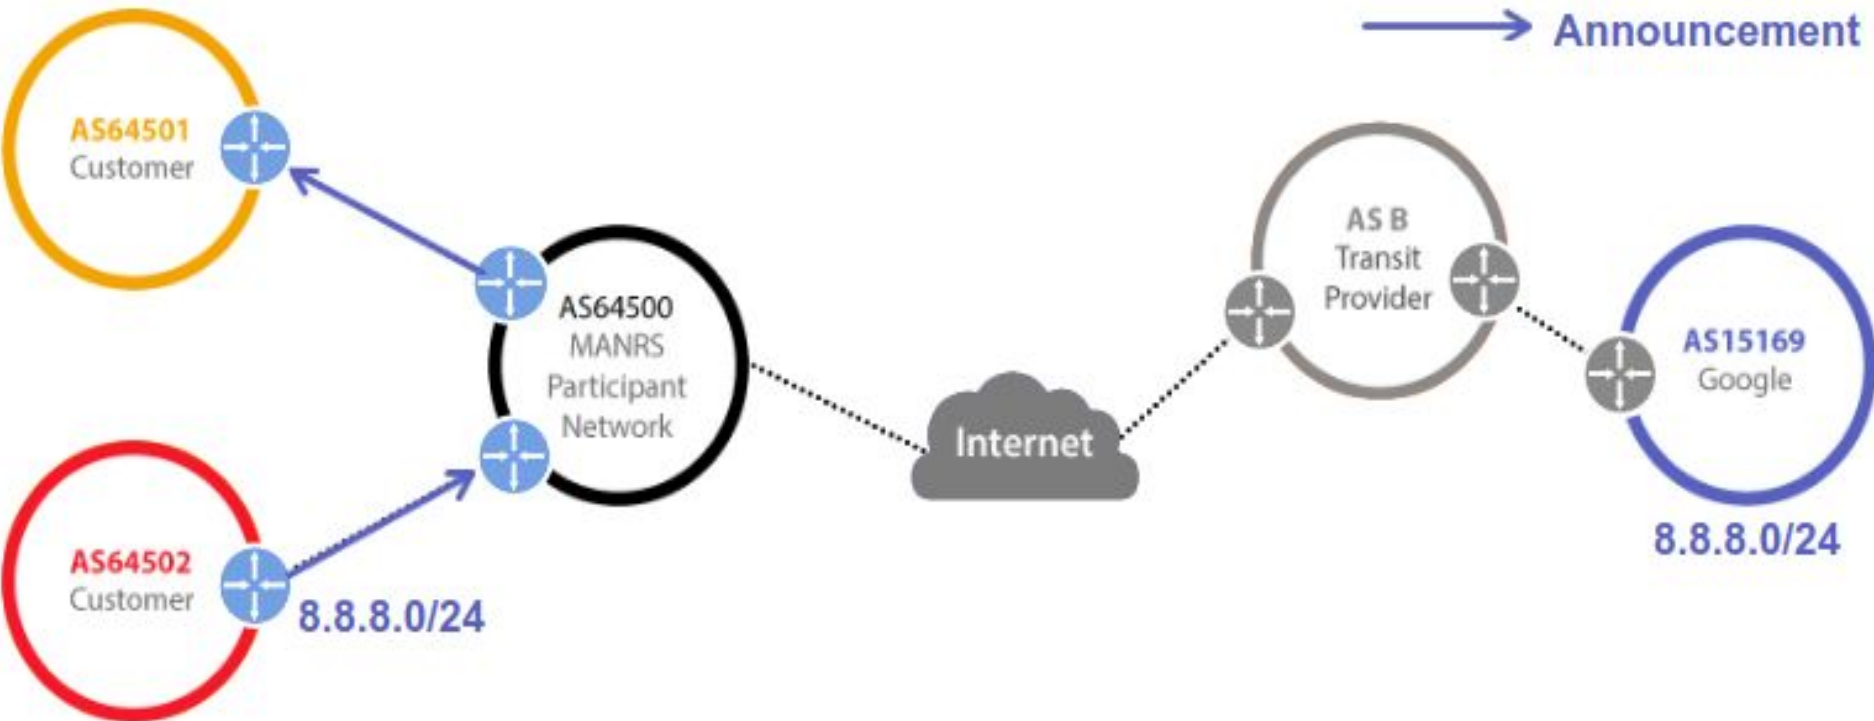 Announcement
AS64501
Customer
AS64500
MANRS
Participant
Network
AS64502
Customer
8.8.8.0/24
Internet
AS B
Transit
Provider
AS15169
Google
8.8.8.0/24